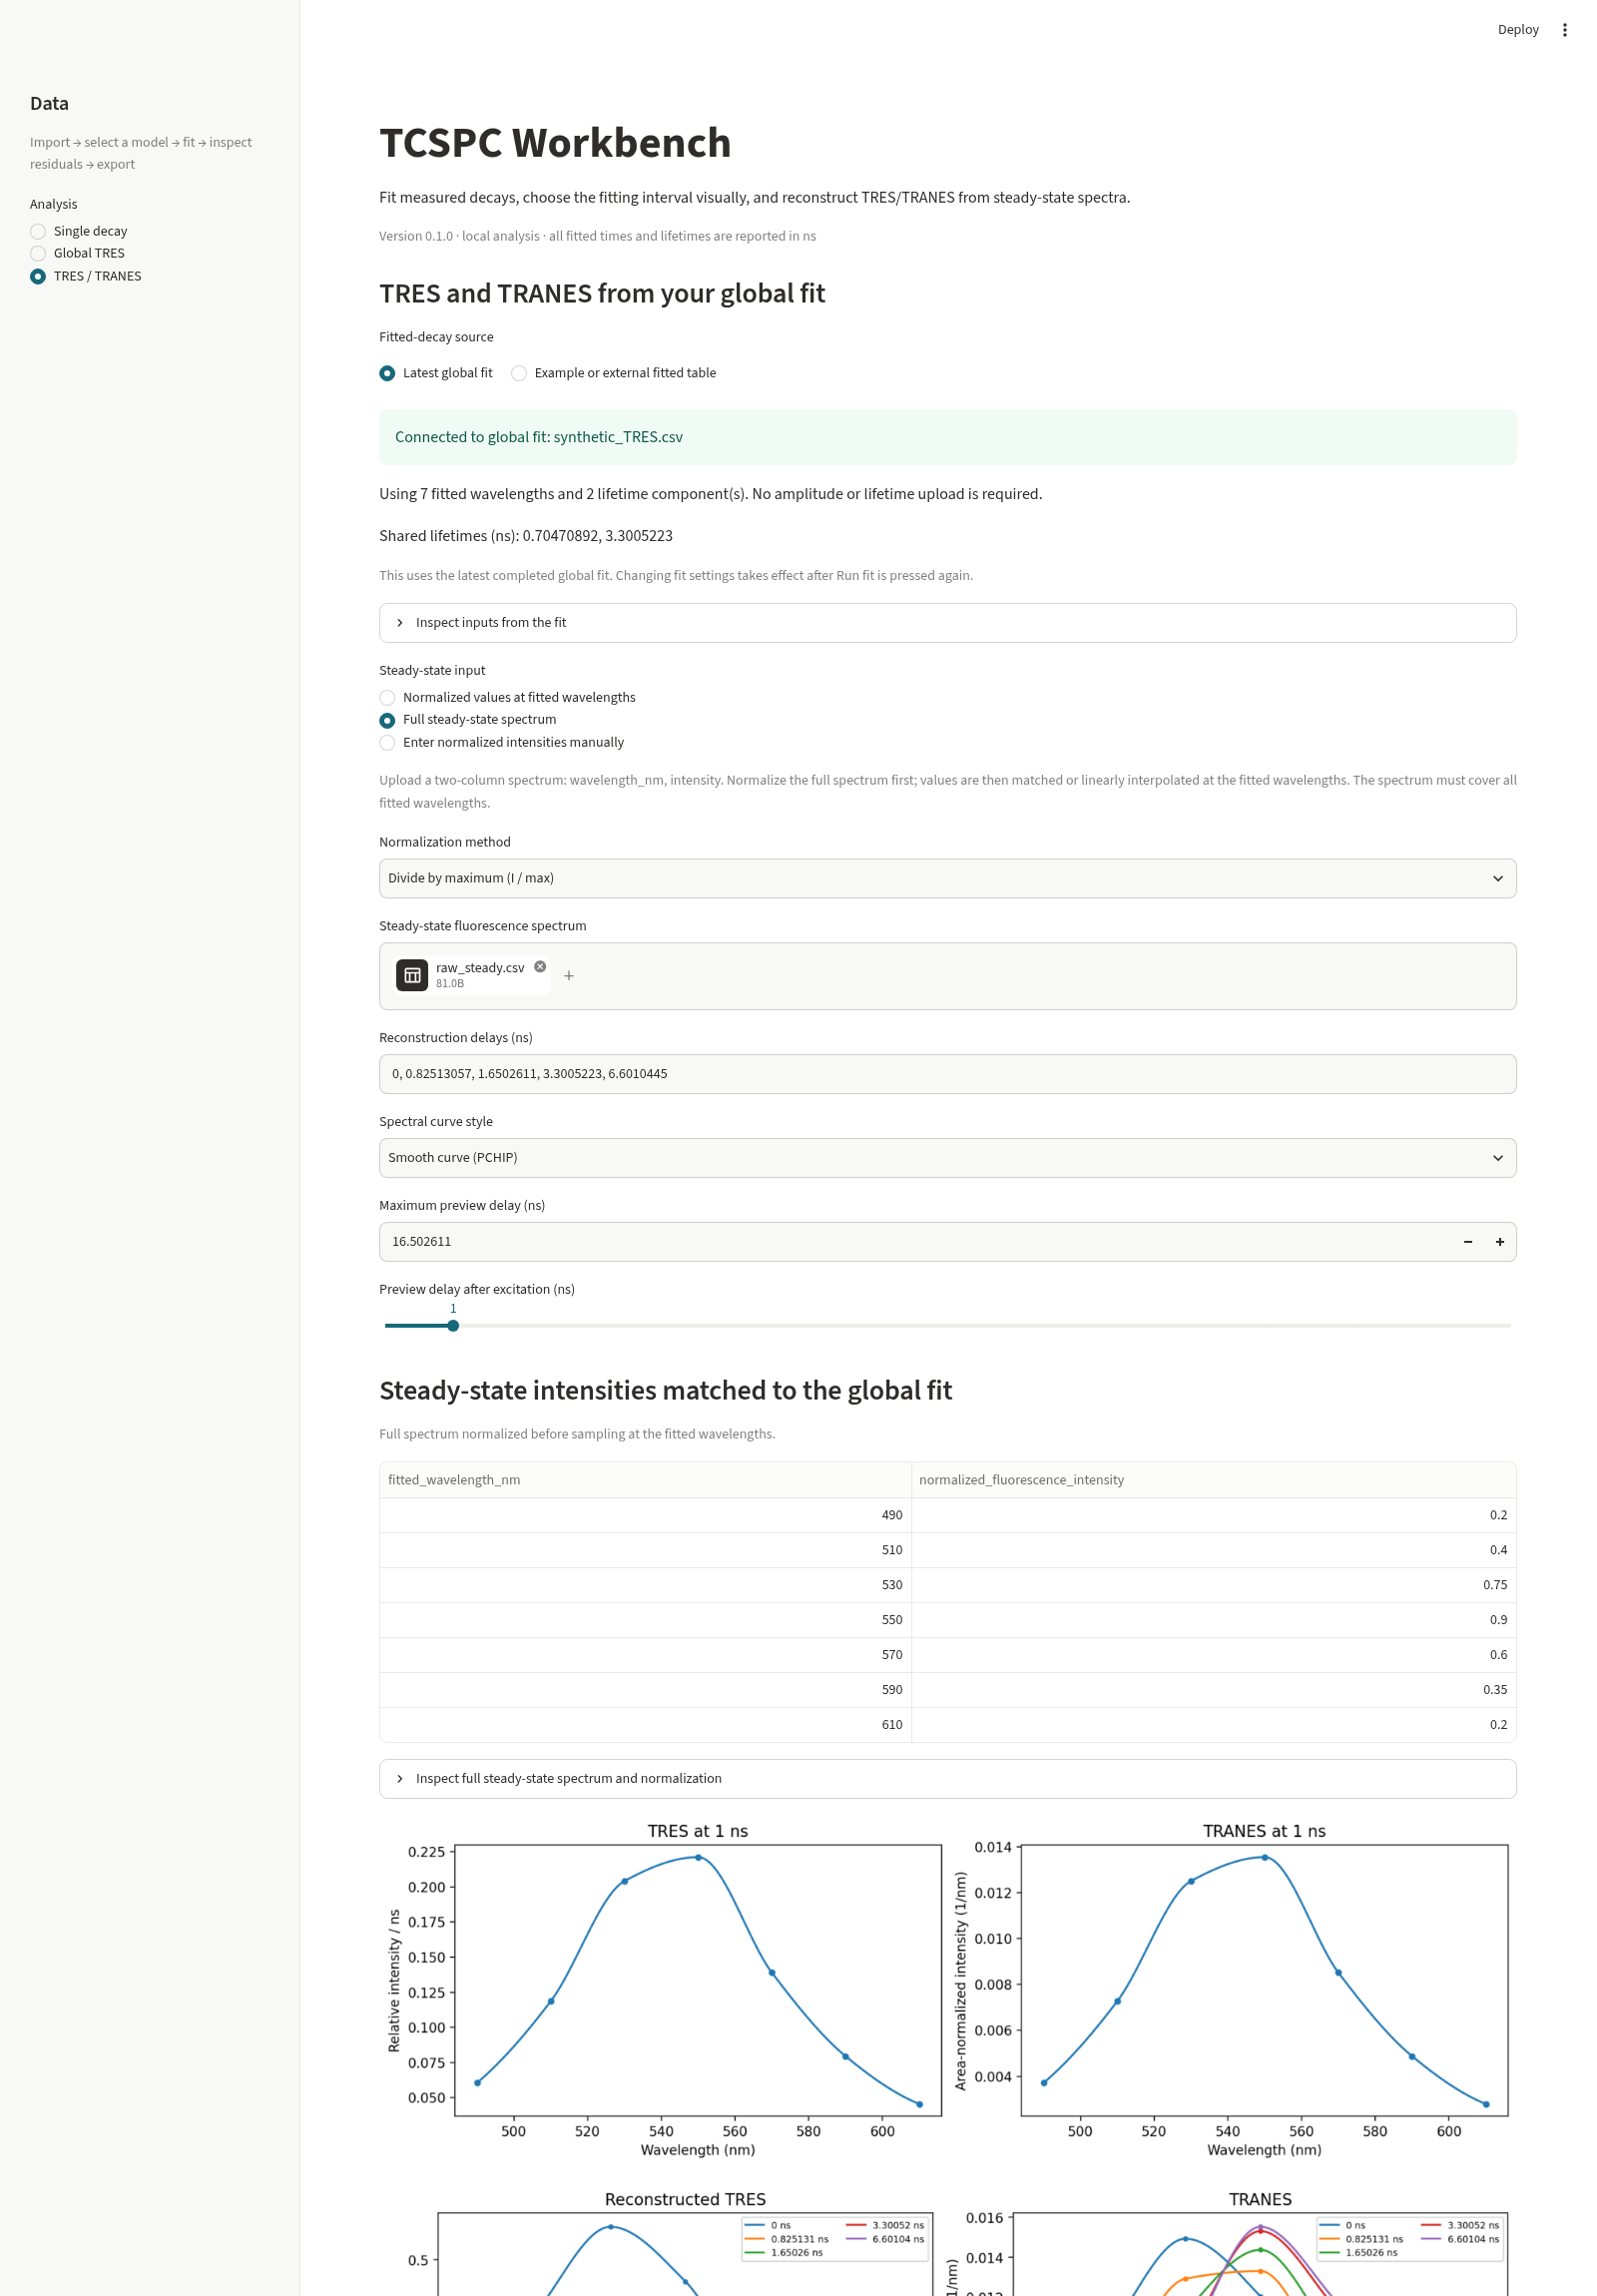 Deploy
Data
Import → select a model → fit → inspect
residuals → export
Analysis
Single decay
Global TRES
TRES / TRANES
TCSPC Workbench
Fit measured decays, choose the fitting interval visually, and reconstruct TRES/TRANES from steady-state spectra.
Version 0.1.0 · local analysis · all fitted times and lifetimes are reported in ns
TRES and TRANES from your global fit
Fitted-decay source
Latest global fit
Example or external fitted table
Connected to global fit: synthetic_TRES.csv
Using 7 fitted wavelengths and 2 lifetime component(s). No amplitude or lifetime upload is required.
Shared lifetimes (ns): 0.70470892, 3.3005223
This uses the latest completed global fit. Changing fit settings takes effect after Run fit is pressed again.
Inspect inputs from the fit
Steady-state input
Normalized values at fitted wavelengths
Full steady-state spectrum
Enter normalized intensities manually
Upload a two-column spectrum: wavelength_nm, intensity. Normalize the full spectrum first; values are then matched or linearly interpolated at the fitted wavelengths. The spectrum must cover all
fitted wavelengths.
Normalization method
Divide by maximum (I / max)
Steady-state fluorescence spectrum
raw_steady.csv
81.0B
Reconstruction delays (ns)
0, 0.82513057, 1.6502611, 3.3005223, 6.6010445
Spectral curve style
Smooth curve (PCHIP)
Maximum preview delay (ns)
16.502611
Preview delay after excitation (ns)
1
Steady-state intensities matched to the global fit
Full spectrum normalized before sampling at the fitted wavelengths.
fitted_wavelength_nm normalized_fluorescence_intensity
490 0.2
510 0.4
530 0.75
550 0.9
570 0.6
590 0.35
610 0.2
Inspect full steady-state spectrum and normalization
TRES at 1 ns
0.225
0.200
0.175
0.150
0.125
0.100
0.075
0.050
Relative intensity / ns
500 520 540 560 580 600
Wavelength (nm)
TRANES at 1 ns
0.014
0.012
0.010
0.008
0.006
0.004
Area-normalized intensity (1/nm)
500 520 540 560 580 600
Wavelength (nm)
Reconstructed TRES
0 ns 3.30052 ns
0.825131 ns 6.60104 ns
1.65026 ns
0.5
TRANES
0 ns 3.30052 ns
0.825131 ns 6.60104 ns
1.65026 ns
0.016
0.014